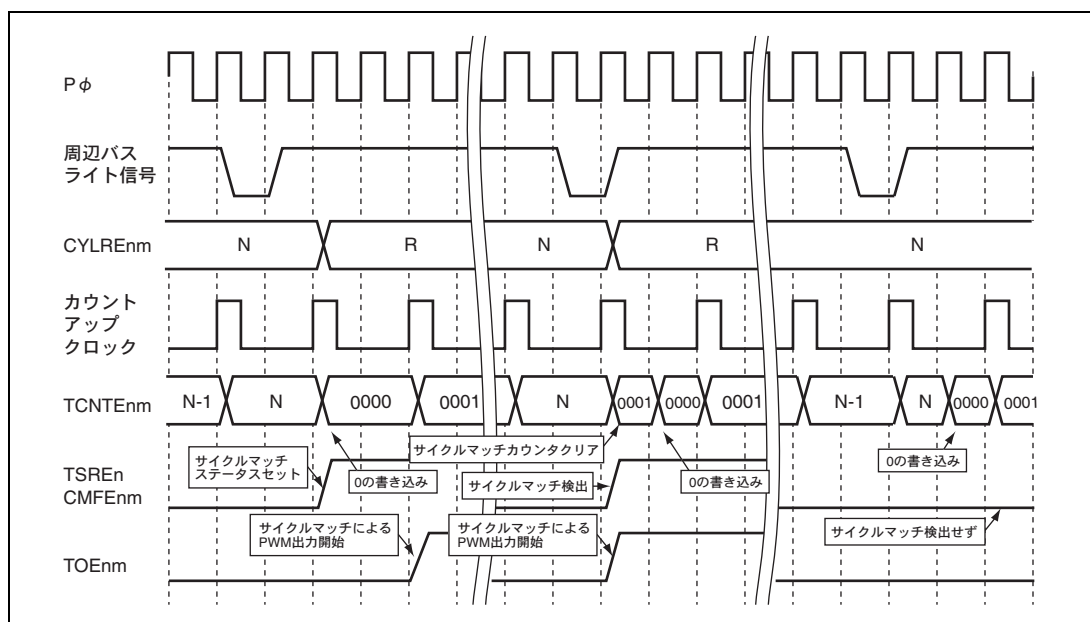 Pφ
周辺バス
ライト信号
CYLREnm
N
R
N
R
N
カウント
アップ
クロック
TCNTEnm
N-1
N
0000
0001
N
0001
0000
0001
N-1
N
0000
0001
サイクルマッチ
ステータスセット
0の書き込み
サイクルマッチカウンタクリア
サイクルマッチ検出
0の書き込み
0の書き込み
TSREn
CMFEnm
サイクルマッチによる
PWM出力開始
サイクルマッチによる
PWM出力開始
サイクルマッチ検出せず
TOEnm